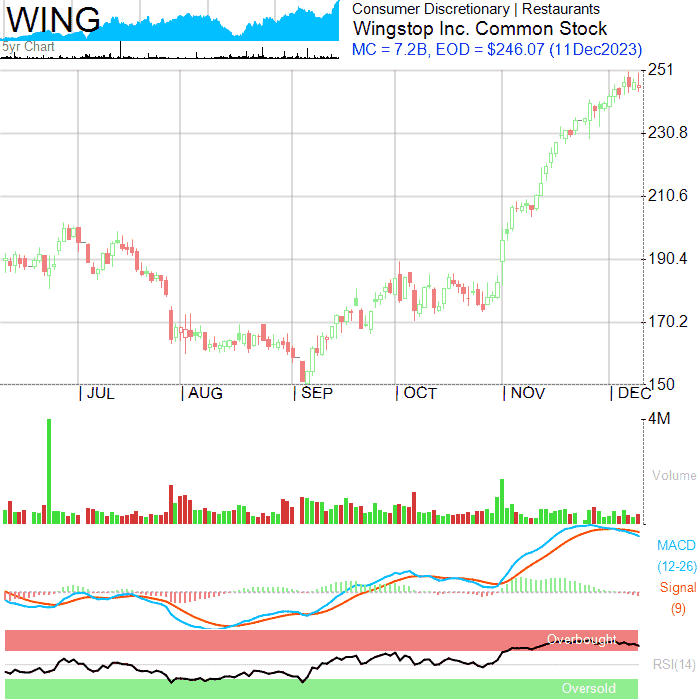 WING
5yr Chart
Consumer Discretionary | Restaurants
Wingstop Inc. Common Stock
MC = 7.2B, EOD = $246.07 (11Dec2023)
251
230.8
210.6
190.4
170.2
150
| JUL | AUG | SEP | OCT | NOV | DEC
4M
Volume
MACD
(12-26)
Signal
(9)
Overbought
RSI(14)
Oversold